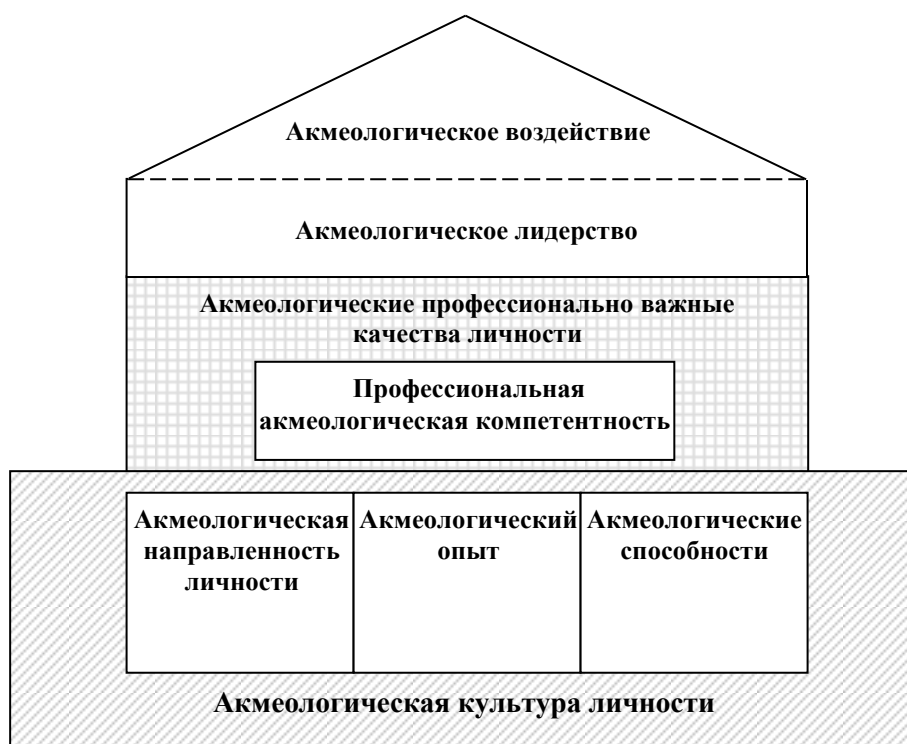 Акмеологическое воздействие
Акмеологическое лидерство
Акмеологические профессионально важные
качества личности
Профессиональная
акмеологическая компетентность
Акмеологическая
направленность
личности
Акмеологический
опыт
Акмеологические
способности
Акмеологическая культура личности